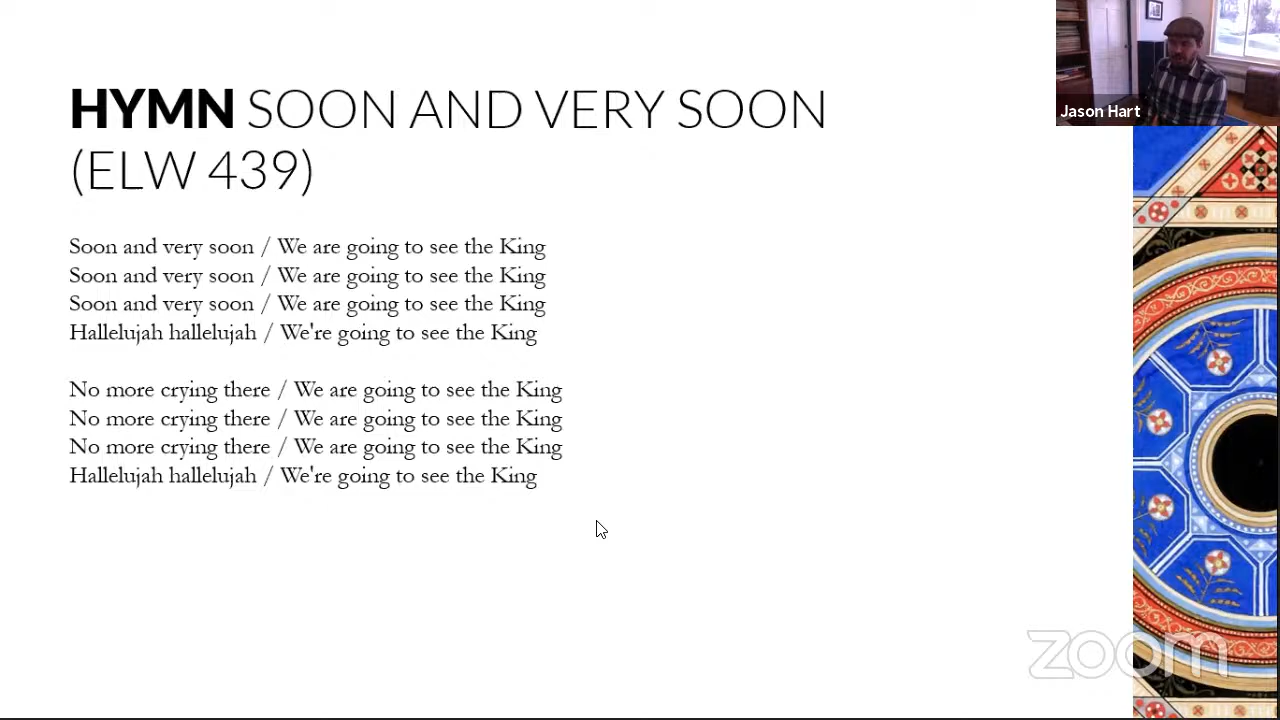 HYMN SOON AND VERY SOON
(ELW 439)
Soon and very soon / We are going to see the King
Soon and very soon / We are going to see the King
Soon and very soon / We are going to see the King
Hallelujah hallelujah / We're going to see the King
No more crying there / We are going to see the King
No more crying there / We are going to see the King
No more crying there / We are going to see the King
Hallelujah hallelujah / We're going to see the King
Jason Hart
zoom